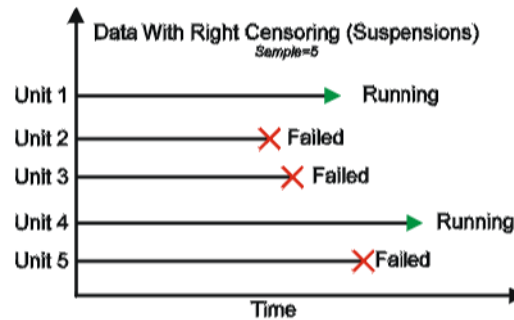 Data With Right Censoring (Suspensions)
Sample=5
Unit 1 Running
Unit 2 Failed
Unit 3 Failed
Unit 4 Running
Unit 5 Failed
Time